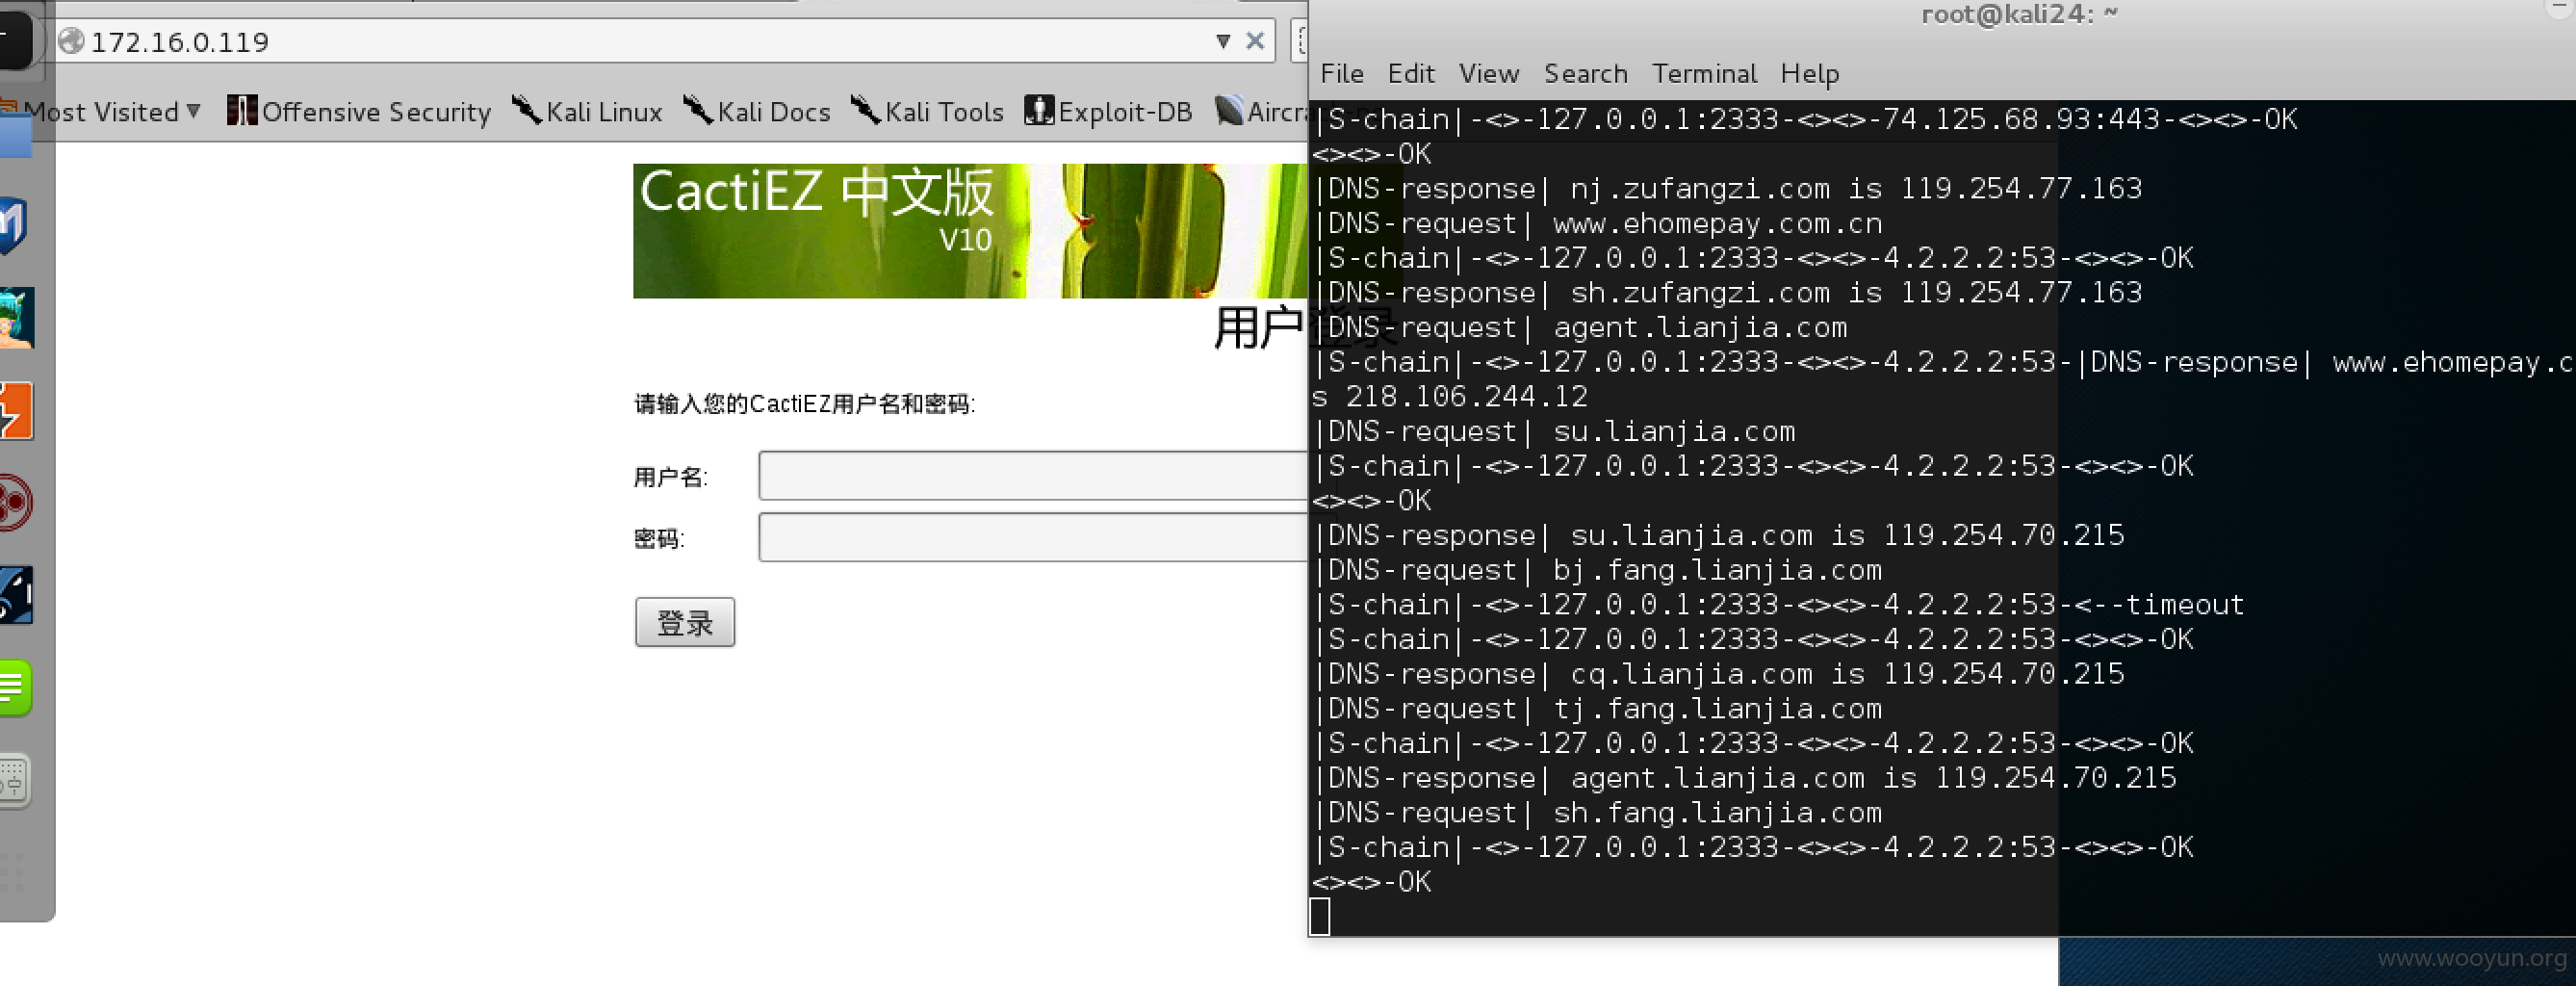 172.16.0.119
Most Visited
Offensive Security
Kali Linux
Kali Docs
Kali Tools
Exploit-DB
CactiEZ 中文版
V10
用户登录
请输入您的CactiEZ用户名和密码:
用户名:
密码:
登录
root@kali24: ~
File Edit View Search Terminal Help
|S-chain|-<>-127.0.0.1:2333-<><>-74.125.68.93:443-<><>-OK
<><>-OK
|DNS-response| nj.zufangzi.com is 119.254.77.163
|DNS-request| www.ehomepay.com.cn
|S-chain|-<>-127.0.0.1:2333-<><>-4.2.2.2:53-<><>-OK
|DNS-response| sh.zufangzi.com is 119.254.77.163
|DNS-request| agent.lianjia.com
|S-chain|-<>-127.0.0.1:2333-<><>-4.2.2.2:53-|DNS-response| www.ehomepay.c
s 218.106.244.12
|DNS-request| su.lianjia.com
|S-chain|-<>-127.0.0.1:2333-<><>-4.2.2.2:53-<><>-OK
<><>-OK
|DNS-response| su.lianjia.com is 119.254.70.215
|DNS-request| bj.fang.lianjia.com
|S-chain|-<>-127.0.0.1:2333-<><>-4.2.2.2:53-<--timeout
|S-chain|-<>-127.0.0.1:2333-<><>-4.2.2.2:53-<><>-OK
|DNS-response| cq.lianjia.com is 119.254.70.215
|DNS-request| tj.fang.lianjia.com
|S-chain|-<>-127.0.0.1:2333-<><>-4.2.2.2:53-<><>-OK
|DNS-response| agent.lianjia.com is 119.254.70.215
|DNS-request| sh.fang.lianjia.com
|S-chain|-<>-127.0.0.1:2333-<><>-4.2.2.2:53-<><>-OK
<><>-OK
www.wooyun.org